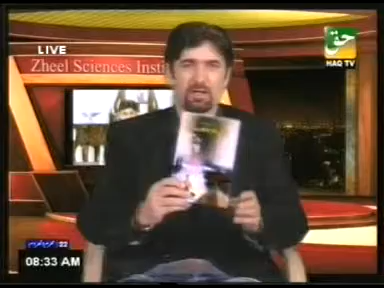 LIVE
حق
HAQ TV
Zheel Sciences Insti
22
08:33 AM